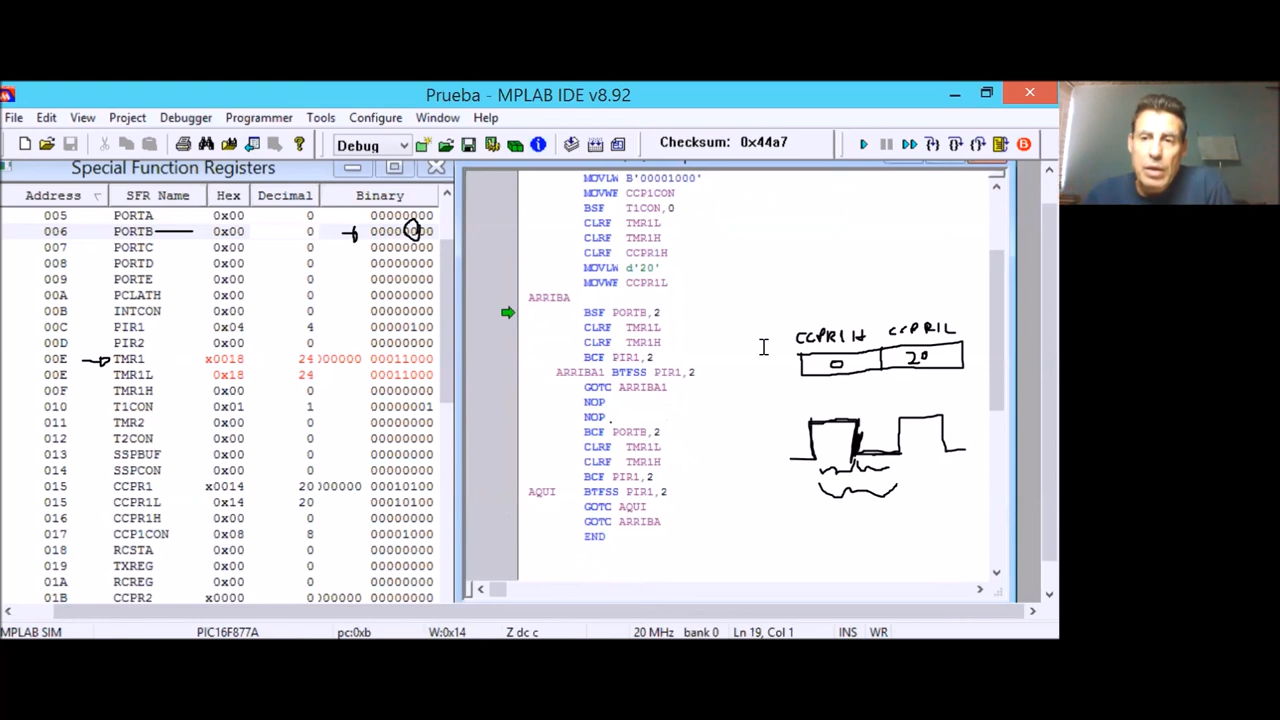 Prueba - MPLAB IDE v8.92
File Edit View Project Debugger Programmer Tools Configure Window Help
Debug Checksum: 0x44a7
Special Function Registers
Address SFR Name Hex Decimal Binary
005 PORTA 0x00 0 00000000
006 PORTB 0x00 0 00000000
007 PORTC 0x00 0 00000000
008 PORTD 0x00 0 00000000
009 PORTE 0x00 0 00000000
00A PCLATH 0x00 0 00000000
00B INTCON 0x00 0 00000000
00C PIR1 0x04 4 00000100
00D PIR2 0x00 0 00000000
00E TMR1 x0018 24 )000000 00011000
00E TMR1L 0x18 24 00011000
00F TMR1H 0x00 0 00000000
010 T1CON 0x01 1 00000001
011 TMR2 0x00 0 00000000
012 T2CON 0x00 0 00000000
013 SSPBUF 0x00 0 00000000
014 SSPCON 0x00 0 00000000
015 CCPR1 x0014 20 )000000 00010100
015 CCPR1L 0x14 20 00010100
016 CCPR1H 0x00 0 00000000
017 CCP1CON 0x08 8 00001000
018 RCSTA 0x00 0 00000000
019 TXREG 0x00 0 00000000
01A RCREG 0x00 0 00000000
01B CCPR2 x0000 0 )000000 00000000
MOVLW B'00001000'
MOVWF CCP1CON
BSF T1CON,0
CLRF TMR1L
CLRF TMR1H
CLRF CCPR1H
MOVLW d'20'
MOVWF CCPR1L
ARRIBA
BSF PORTB,2
CLRF TMR1L
CLRF TMR1H
BCF PIR1,2
ARRIBA1 BTFSS PIR1,2
GOTO ARRIBA1
NOP
NOP
BCF PORTB,2
CLRF TMR1L
CLRF TMR1H
BCF PIR1,2
AQUI BTFSS PIR1,2
GOTO AQUI
GOTO ARRIBA
END
CCPR1H CCPR1L
0 20
MPLAB SIM PIC16F877A pc:0xb W:0x14 Z dc c 20 MHz bank 0 Ln 19, Col 1 INS WR